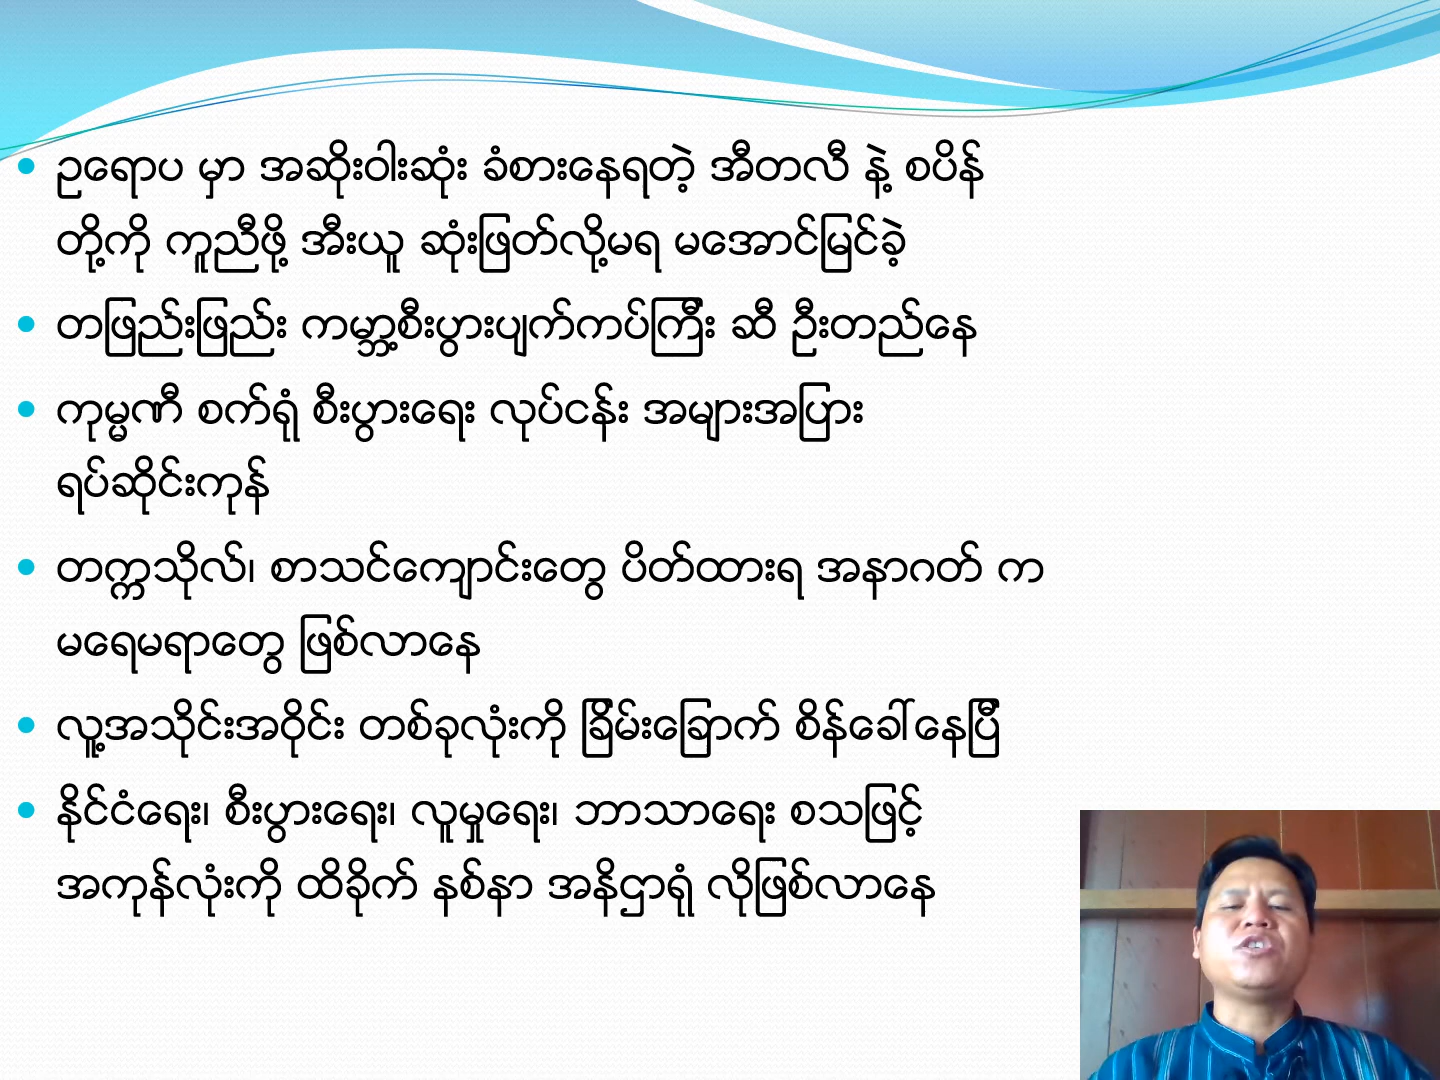 ဥရောပ မှာ အဆိုးဝါးဆုံး ခံစားနေရတဲ့ အီတလီ နဲ့ စပိန်
တို့ကို ကူညီဖို့ အီးယူ ဆုံးဖြတ်လို့မရ မအောင်မြင်ခဲ့
တဖြည်းဖြည်း ကမ္ဘာ့စီးပွားပျက်ကပ်ကြီး ဆီ ဦးတည်နေ
ကုမ္မဏီ စက်ရုံ စီးပွားရေး လုပ်ငန်း အများအပြား
ရပ်ဆိုင်းကုန်
တက္ကသိုလ်၊ စာသင်ကျောင်းတွေ ပိတ်ထားရ အနာဂတ် က
မရေမရာတွေ ဖြစ်လာနေ
လူ့အသိုင်းအဝိုင်း တစ်ခုလုံးကို ခြိမ်းခြောက် စိန်ခေါ်နေပြီ
နိုင်ငံရေး၊ စီးပွားရေး၊ လူမှုရေး၊ ဘာသာရေး စသဖြင့်
အကုန်လုံးကို ထိခိုက် နစ်နာ အနိဌာရုံ လိုဖြစ်လာနေ